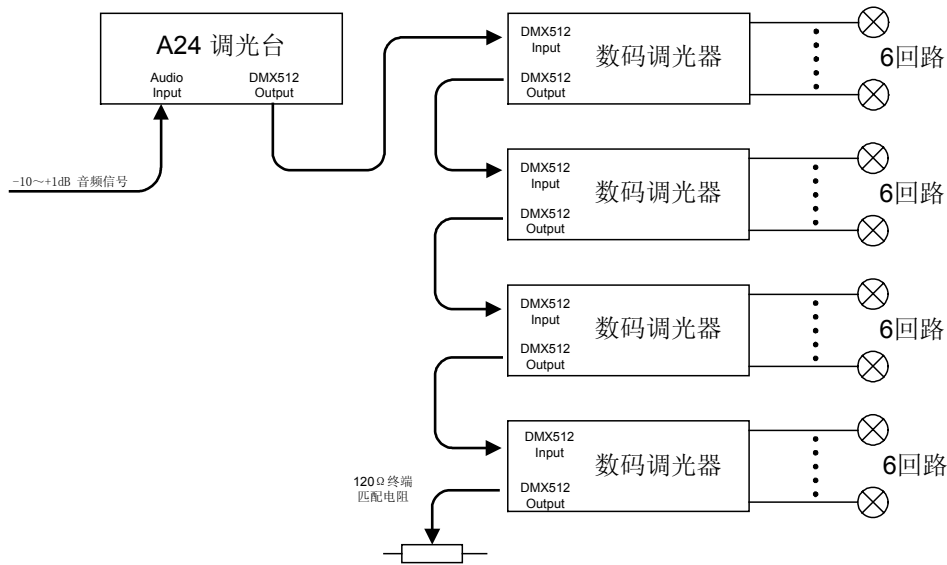 A24 调光台
Audio
Input
DMX512
Output
-10~+1dB 音频信号
DMX512
Input
数码调光器
DMX512
Output
6回路
DMX512
Input
数码调光器
DMX512
Output
6回路
DMX512
Input
数码调光器
DMX512
Output
6回路
DMX512
Input
数码调光器
DMX512
Output
6回路
120Ω终端
匹配电阻